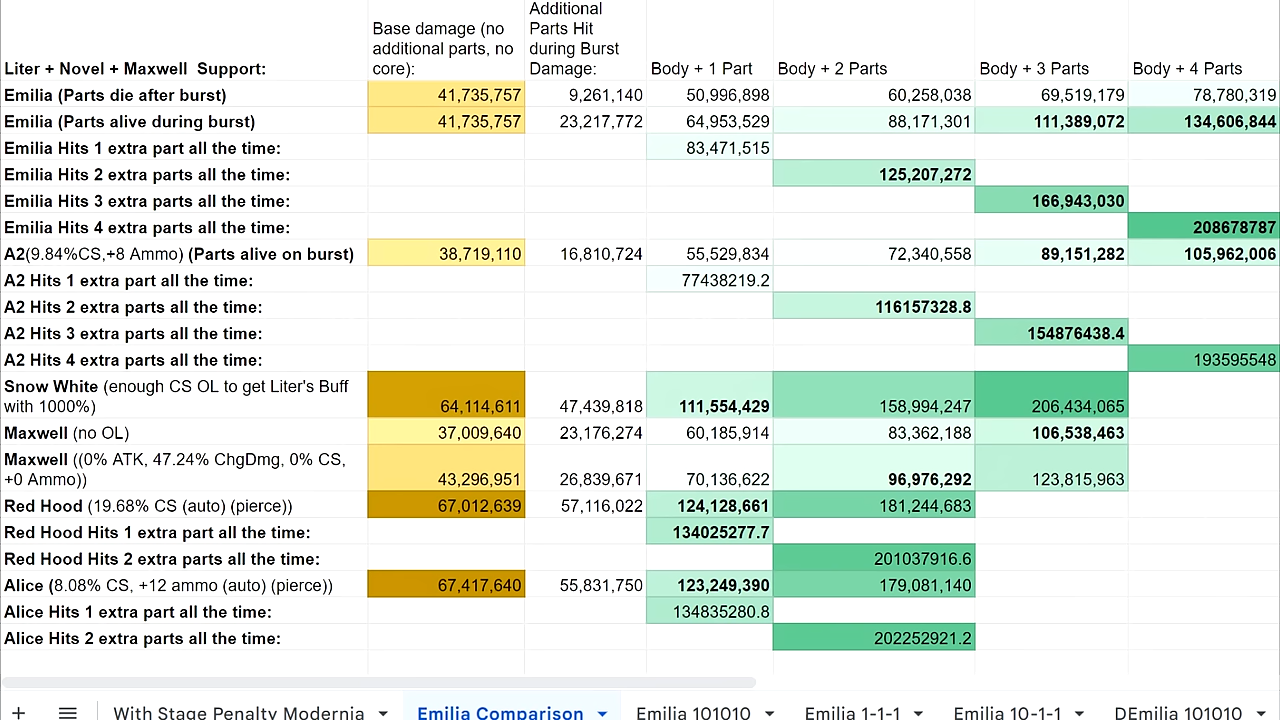 Liter + Novel + Maxwell  Support: Base damage (no additional parts, no core): Additional Parts Hit during Burst Damage: Body + 1 Part Body + 2 Parts Body + 3 Parts Body + 4 Parts
Emilia (Parts die after burst) 41,735,757 9,261,140 50,996,898 60,258,038 69,519,179 78,780,319
Emilia (Parts alive during burst) 41,735,757 23,217,772 64,953,529 88,171,301 111,389,072 134,606,844
Emilia Hits 1 extra part all the time: 83,471,515
Emilia Hits 2 extra parts all the time: 125,207,272
Emilia Hits 3 extra parts all the time: 166,943,030
Emilia Hits 4 extra parts all the time: 208678787
A2(9.84%CS,+8 Ammo) (Parts alive on burst) 38,719,110 16,810,724 55,529,834 72,340,558 89,151,282 105,962,006
A2 Hits 1 extra part all the time: 77438219.2
A2 Hits 2 extra parts all the time: 116157328.8
A2 Hits 3 extra parts all the time: 154876438.4
A2 Hits 4 extra parts all the time: 193595548
Snow White (enough CS OL to get Liter's Buff with 1000%) 64,114,611 47,439,818 111,554,429 158,994,247 206,434,065
Maxwell (no OL) 37,009,640 23,176,274 60,185,914 83,362,188 106,538,463
Maxwell ((0% ATK, 47.24% ChgDmg, 0% CS, +0 Ammo)) 43,296,951 26,839,671 70,136,622 96,976,292 123,815,963
Red Hood (19.68% CS (auto) (pierce)) 67,012,639 57,116,022 124,128,661 181,244,683
Red Hood Hits 1 extra part all the time: 134025277.7
Red Hood Hits 2 extra parts all the time: 201037916.6
Alice (8.08% CS, +12 ammo (auto) (pierce)) 67,417,640 55,831,750 123,249,390 179,081,140
Alice Hits 1 extra part all the time: 134835280.8
Alice Hits 2 extra parts all the time: 202252921.2
+ With Stage Penalty Modernia Emilia Comparison Emilia 101010 Emilia 1-1-1 Emilia 10-1-1 DEmilia 101010